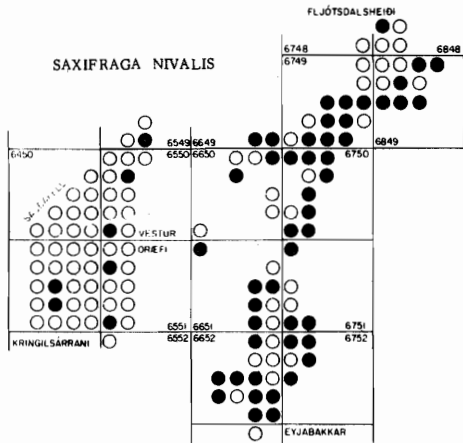 FLJÓTSDALSHEIÐI
SAXIFRAGA NIVALIS
6748 6848
6749
6549 6649 6849
6450 6550 6650 6750
VESTUR
ÖRÆFI
6551 6651 6751
KRINGILSÁRRANI 6552 6652 6752
EYJABAKKAR